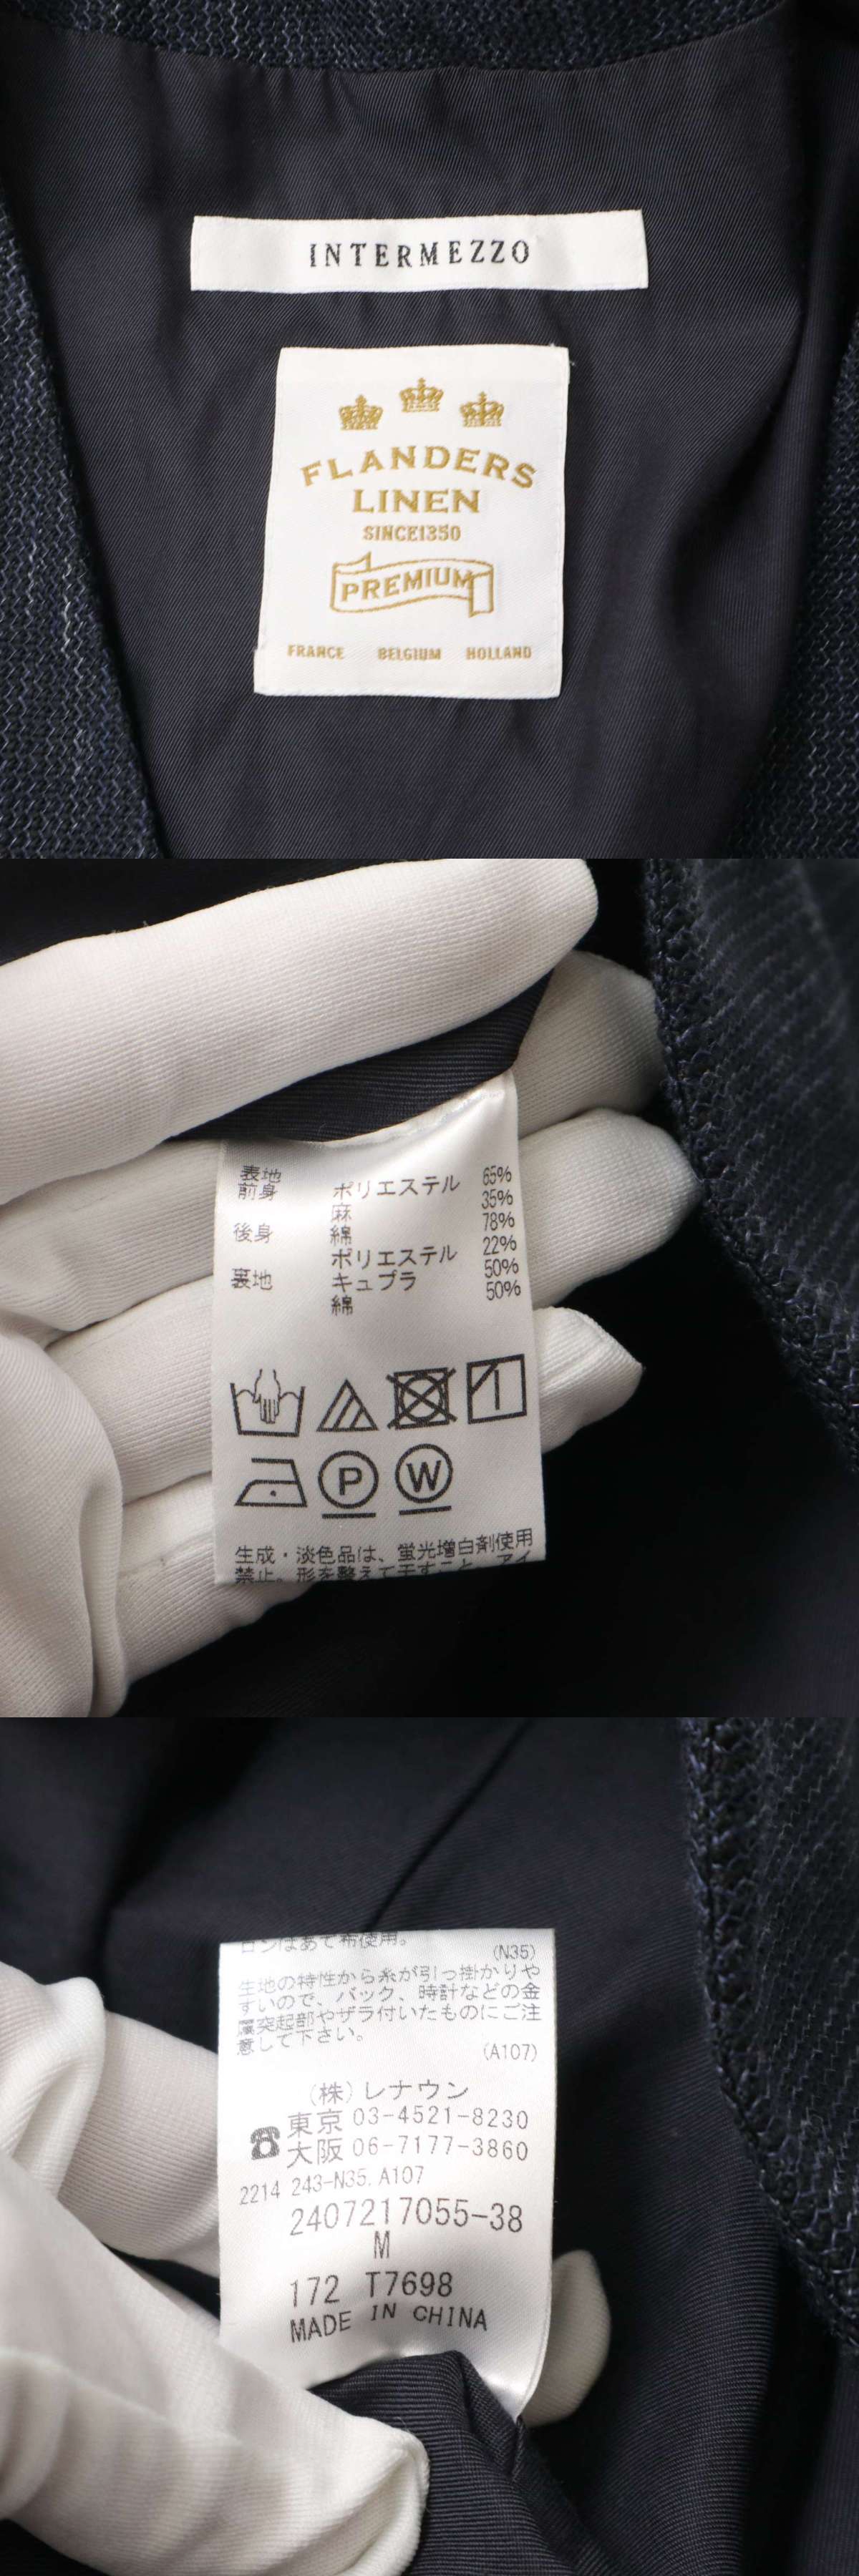 INTERMEZZO
FLANDERS
LINEN
SINCE1350
PREMIUM
FRANCE BELGIUM HOLLAND
表地
前身 ポリエステル 65%
麻 35%
後身 綿 78%
ポリエステル 22%
裏地 キュプラ 50%
綿 50%
P W
生成・淡色品は、蛍光増白剤使用
禁止。形を整えて干すこと。アイ
ロンはあて布使用。
(N35)
生地の特性から糸が引っ掛かりや
すいので、バック、時計などの金
属突起部やザラ付いたものにご注
意して下さい。
(A107)
(株)レナウン
☎東京 03-4521-8230
大阪 06-7177-3860
2214 243-N35. A107
2407217055-38
M
172 T7698
MADE IN CHINA